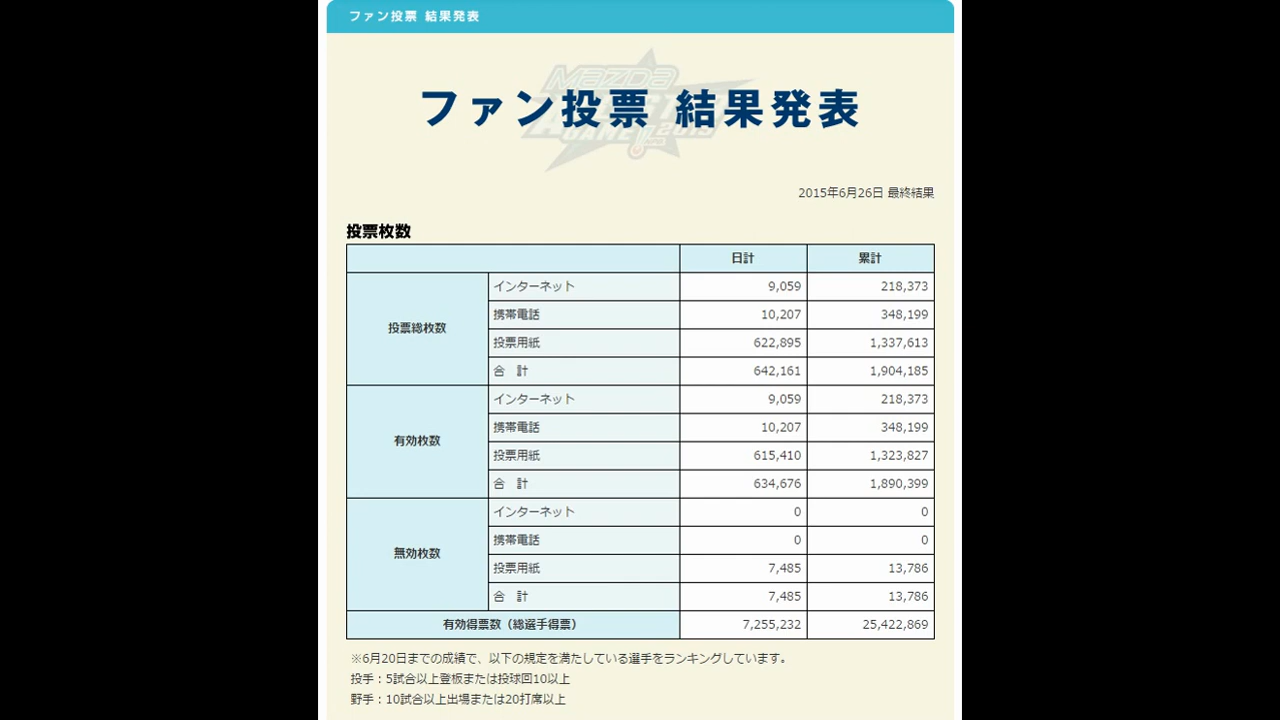 ファン投票 結果発表
MAZDA
ALLSTAR
GAME 2015
ファン投票 結果発表
2015年6月26日 最終結果
投票枚数
日計 累計
投票総枚数
インターネット 9,059 218,373
携帯電話 10,207 348,199
投票用紙 622,895 1,337,613
合　計 642,161 1,904,185
有効枚数
インターネット 9,059 218,373
携帯電話 10,207 348,199
投票用紙 615,410 1,323,827
合　計 634,676 1,890,399
無効枚数
インターネット 0 0
携帯電話 0 0
投票用紙 7,485 13,786
合　計 7,485 13,786
有効得票数（総選手得票） 7,255,232 25,422,869
※6月20日までの成績で、以下の規定を満たしている選手をランキングしています。
投手：5試合以上登板または投球回10以上
野手：10試合以上出場または20打席以上